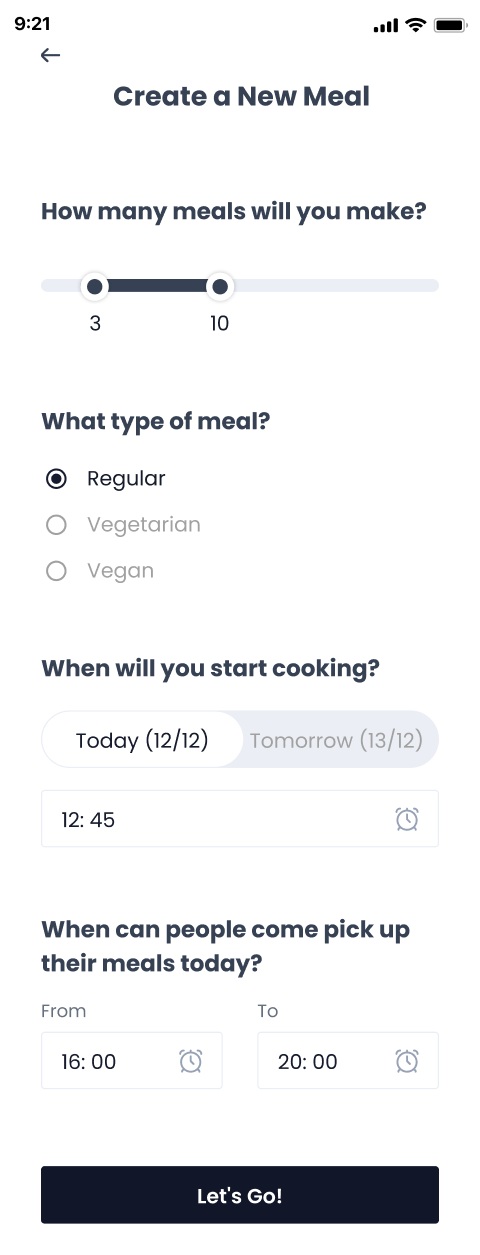 9:21
Create a New Meal
How many meals will you make?
3 10
What type of meal?
Regular
Vegetarian
Vegan
When will you start cooking?
Today (12/12) Tomorrow (13/12)
12: 45
When can people come pick up
their meals today?
From To
16: 00 20: 00
Let's Go!